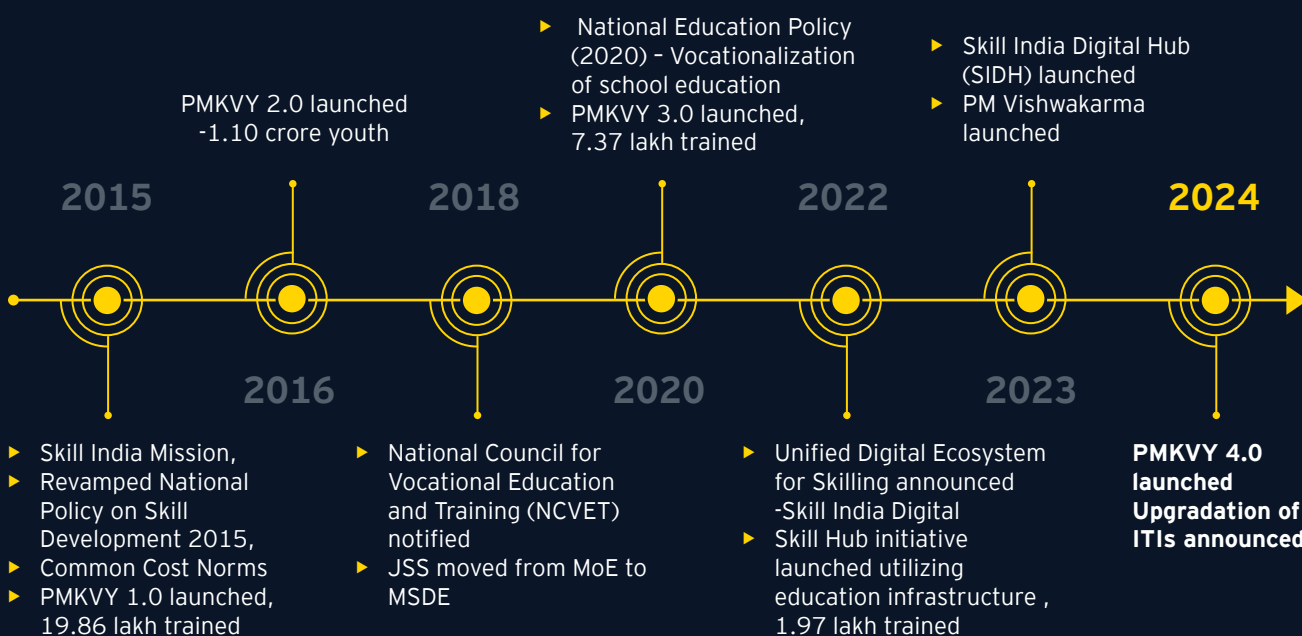 2015
▶ Skill India Mission,
▶ Revamped National
Policy on Skill
Development 2015,
▶ Common Cost Norms
▶ PMKVY 1.0 launched,
19.86 lakh trained
PMKVY 2.0 launched
-1.10 crore youth
2016
2018
▶ National Council for
Vocational Education
and Training (NCVET)
notified
▶ JSS moved from MoE to
MSDE
▶ National Education Policy
(2020) – Vocationalization
of school education
▶ PMKVY 3.0 launched,
7.37 lakh trained
2020
2022
▶ Unified Digital Ecosystem
for Skilling announced
-Skill India Digital
▶ Skill Hub initiative
launched utilizing
education infrastructure ,
1.97 lakh trained
▶ Skill India Digital Hub
(SIDH) launched
▶ PM Vishwakarma
launched
2023
2024
PMKVY 4.0
launched
Upgradation of
ITIs announced